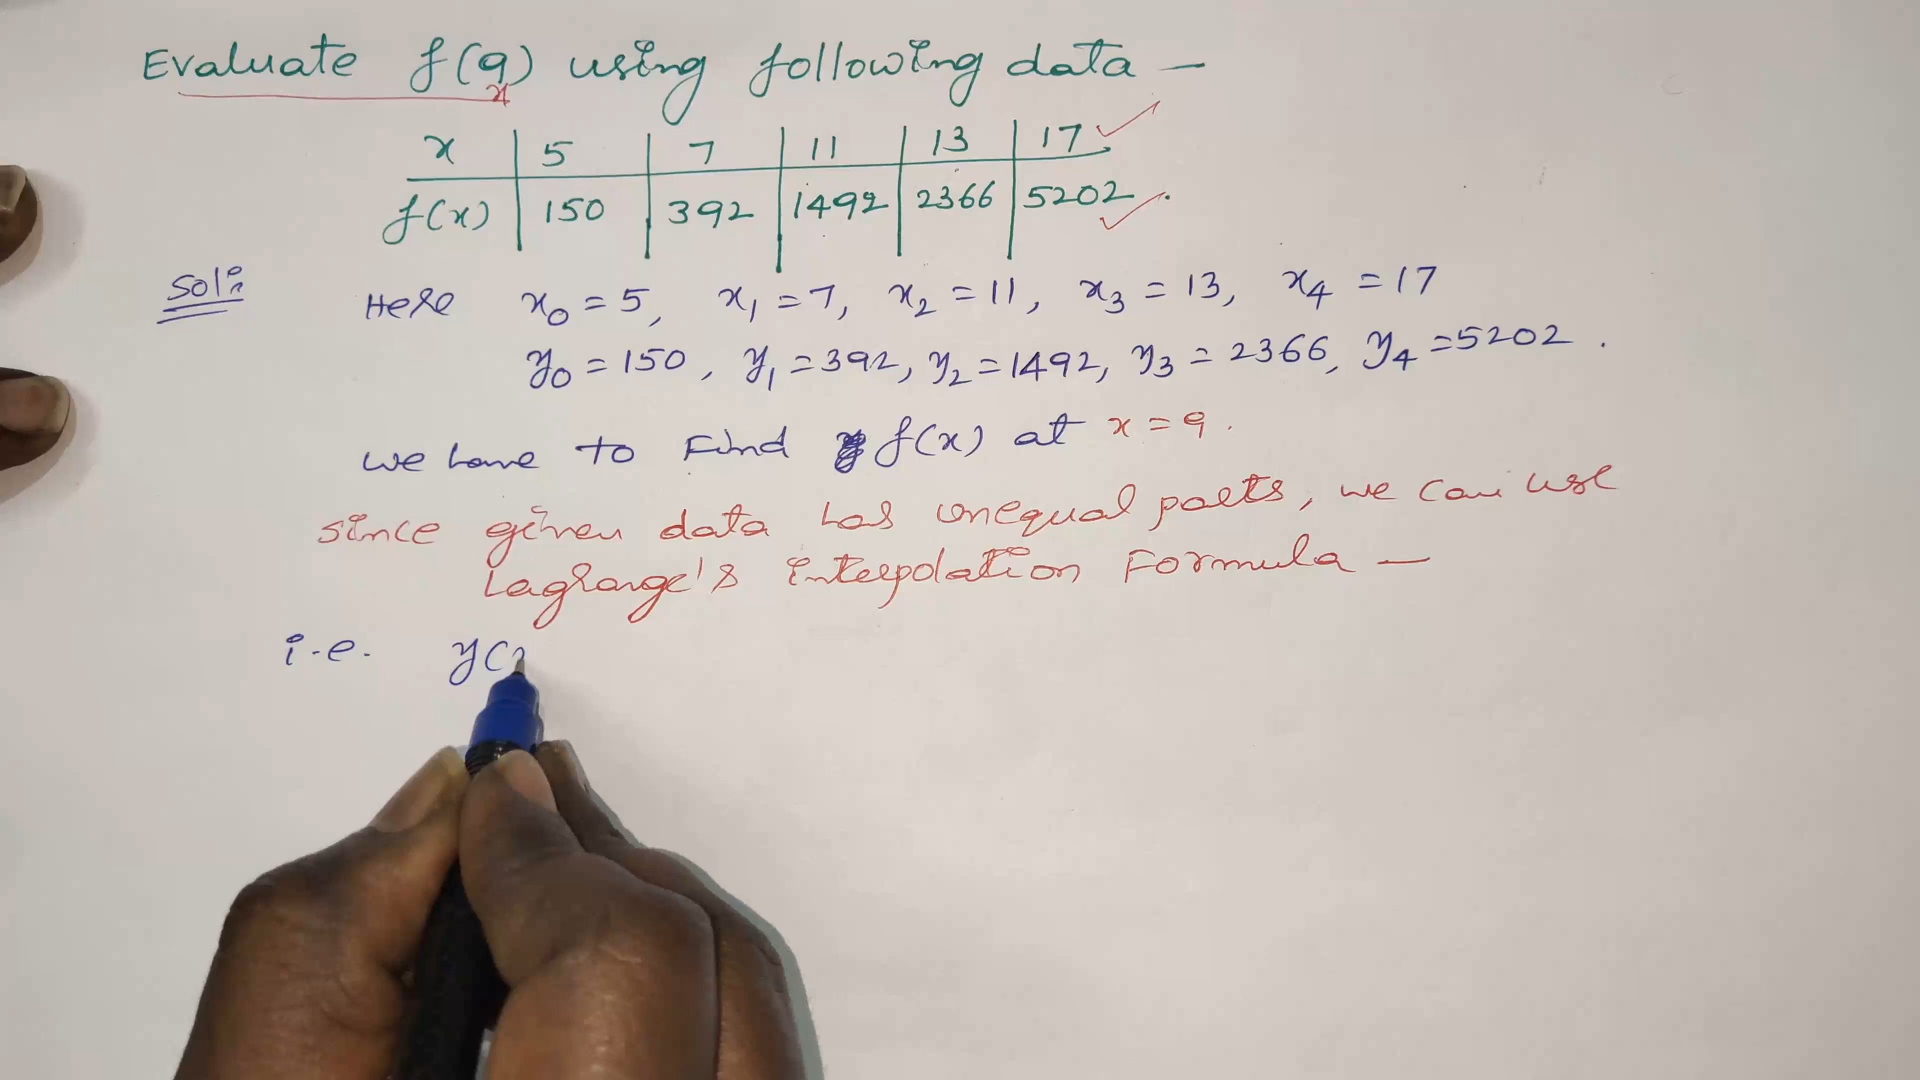 Evaluate f(9) using following data –
x
x | 5 | 7 | 11 | 13 | 17
f(x) | 150 | 392 | 1492 | 2366 | 5202 .
Sol: Here x₀ = 5, x₁ = 7, x₂ = 11, x₃ = 13, x₄ = 17
y₀ = 150, y₁ = 392, y₂ = 1492, y₃ = 2366, y₄ = 5202 .
we have to Find f(x) at x = 9 .
since given data has unequal parts, we can use
Lagrange's interpolation Formula –
i.e. y(